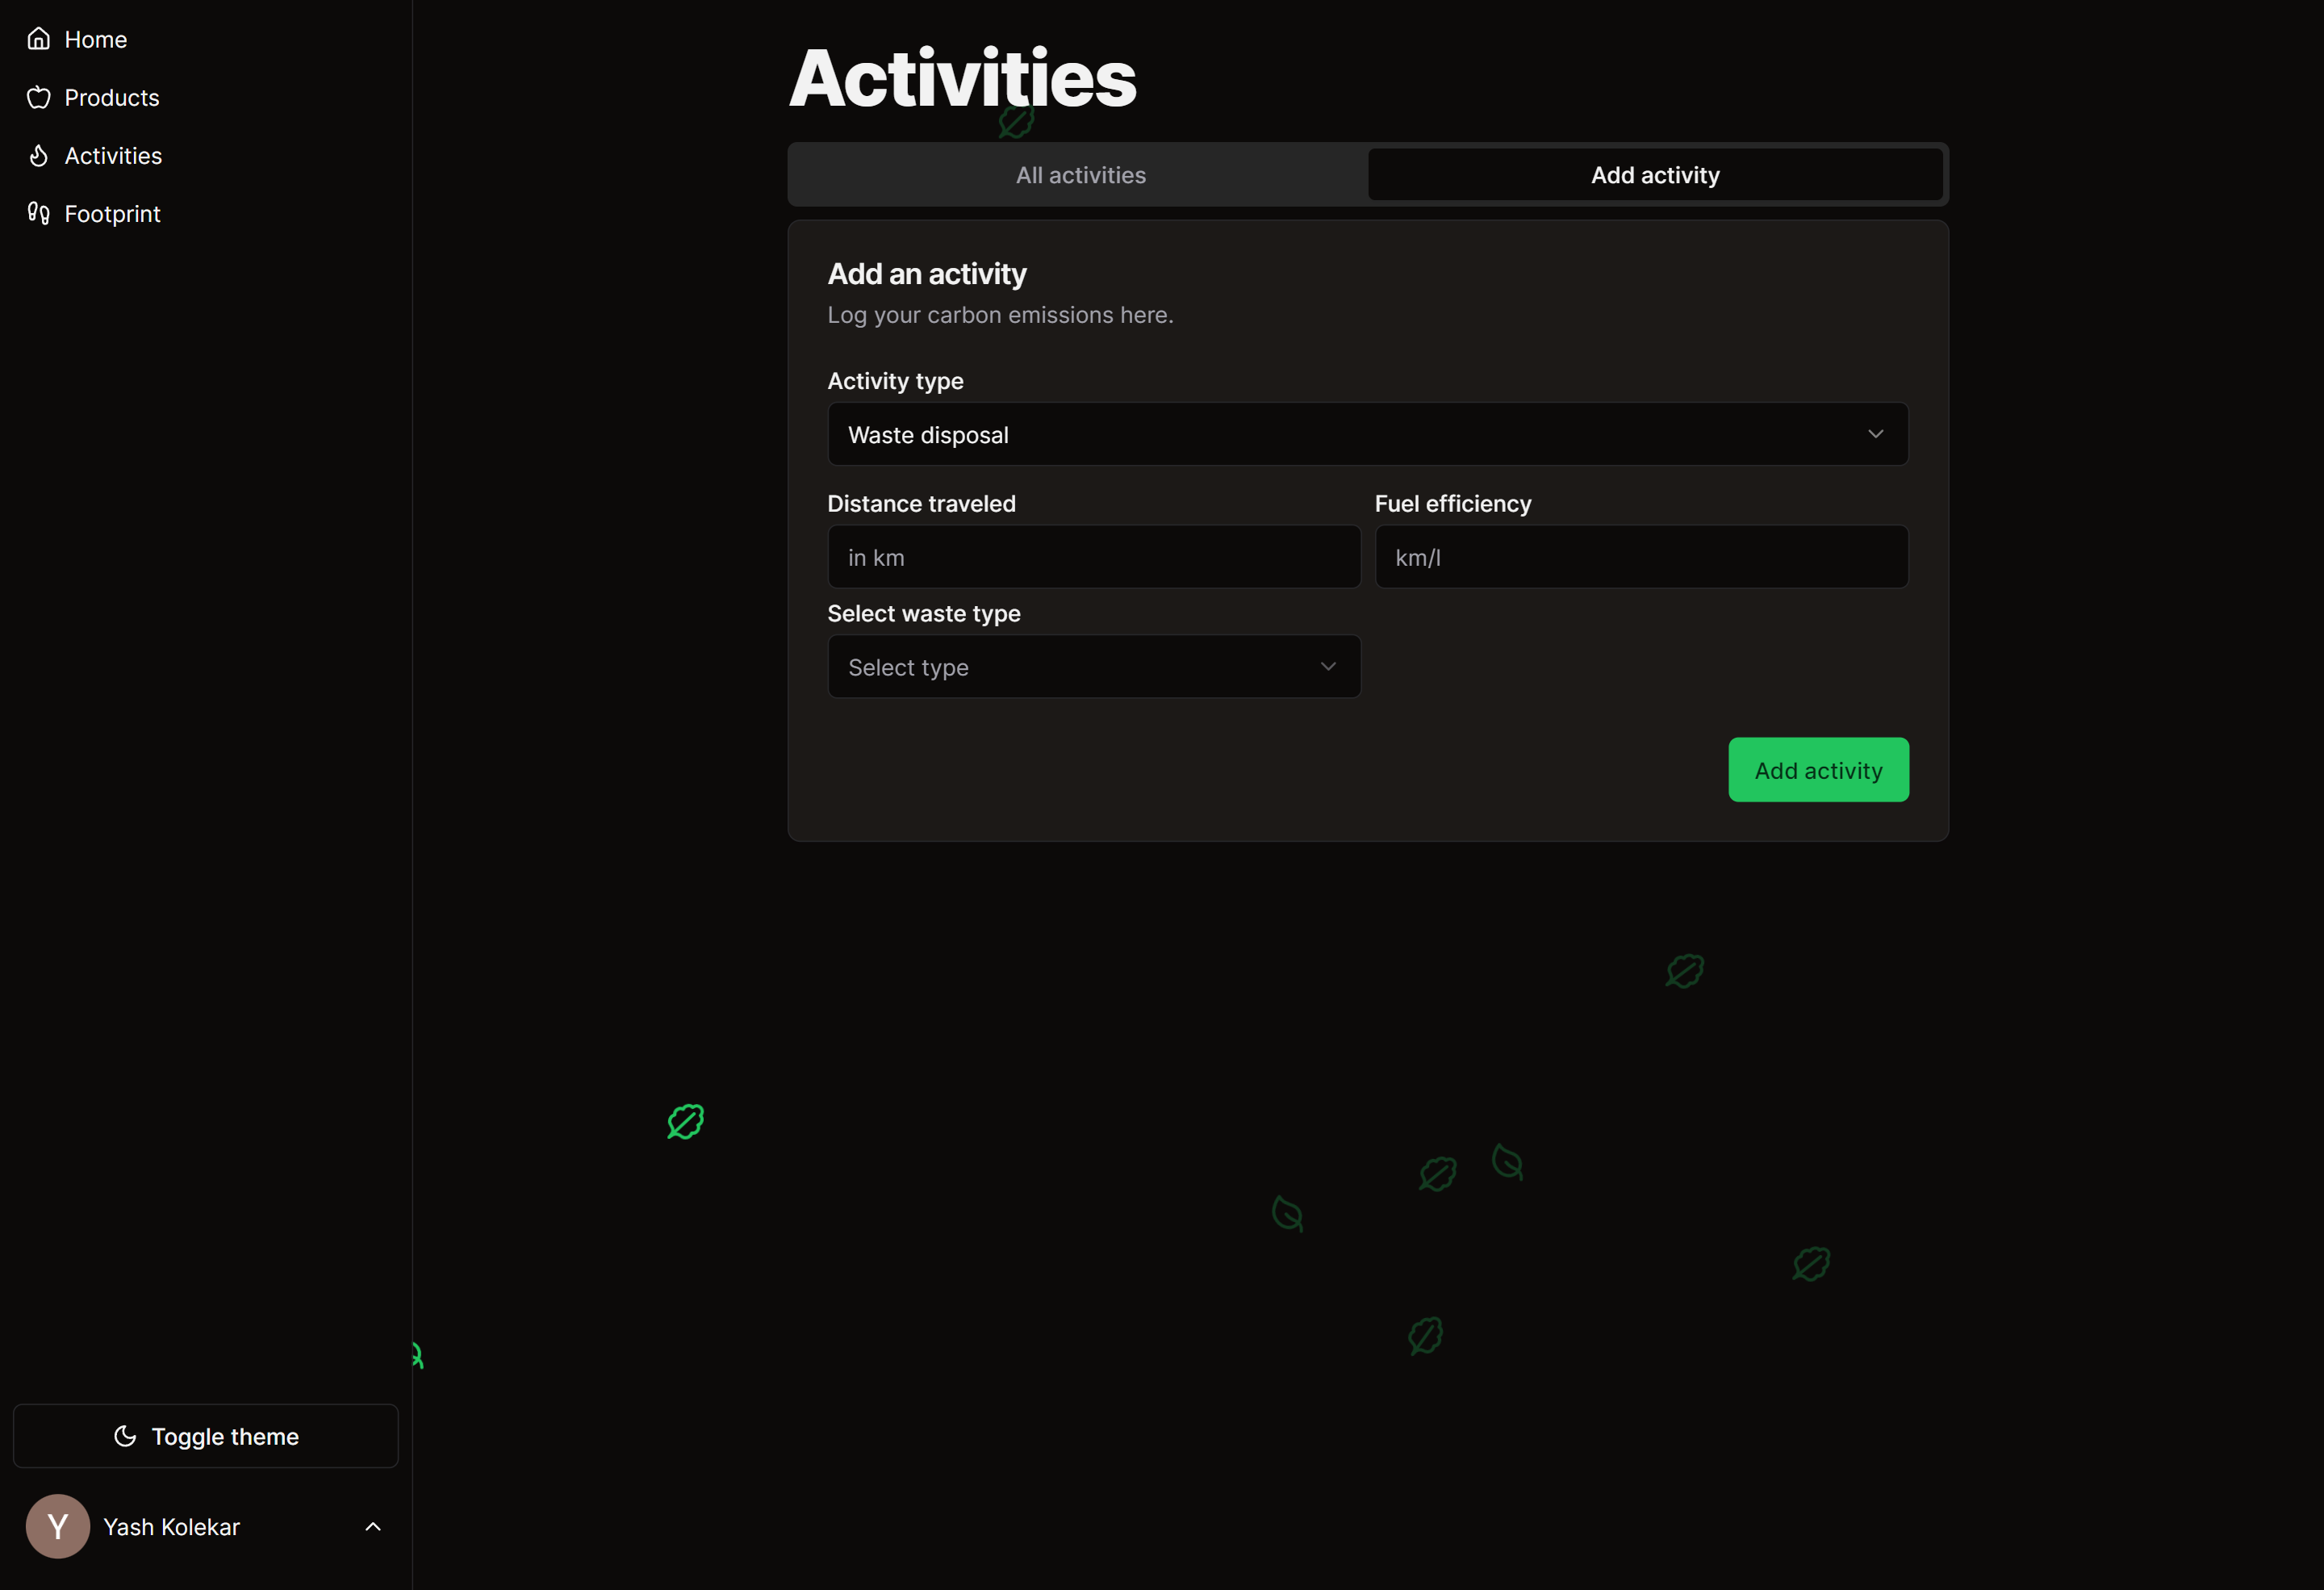 Home
Products
Activities
Footprint
Toggle theme
Y
Yash Kolekar
Activities
All activities
Add activity
Add an activity
Log your carbon emissions here.
Activity type
Waste disposal
Distance traveled
Fuel efficiency
in km
km/l
Select waste type
Select type
Add activity